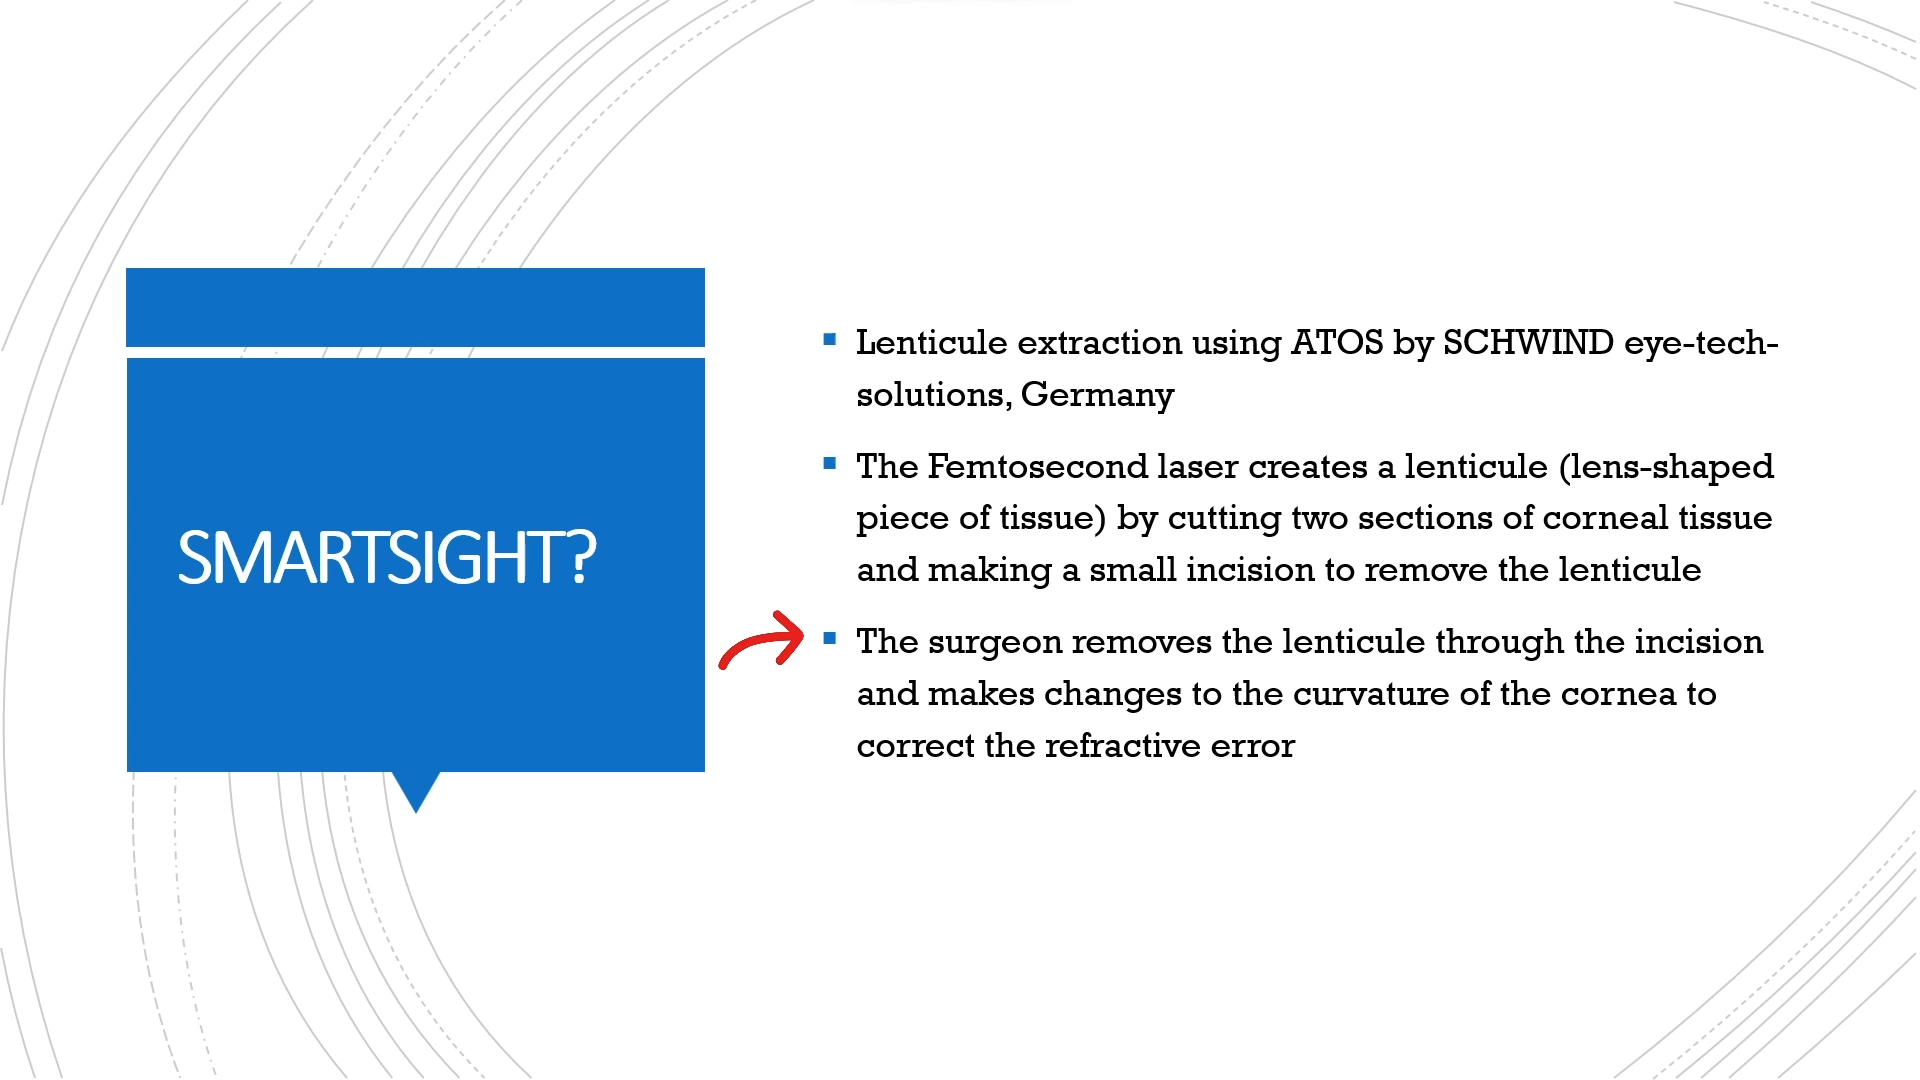 SMARTSIGHT?
Lenticule extraction using ATOS by SCHWIND eye-tech-
solutions, Germany
The Femtosecond laser creates a lenticule (lens-shaped
piece of tissue) by cutting two sections of corneal tissue
and making a small incision to remove the lenticule
The surgeon removes the lenticule through the incision
and makes changes to the curvature of the cornea to
correct the refractive error